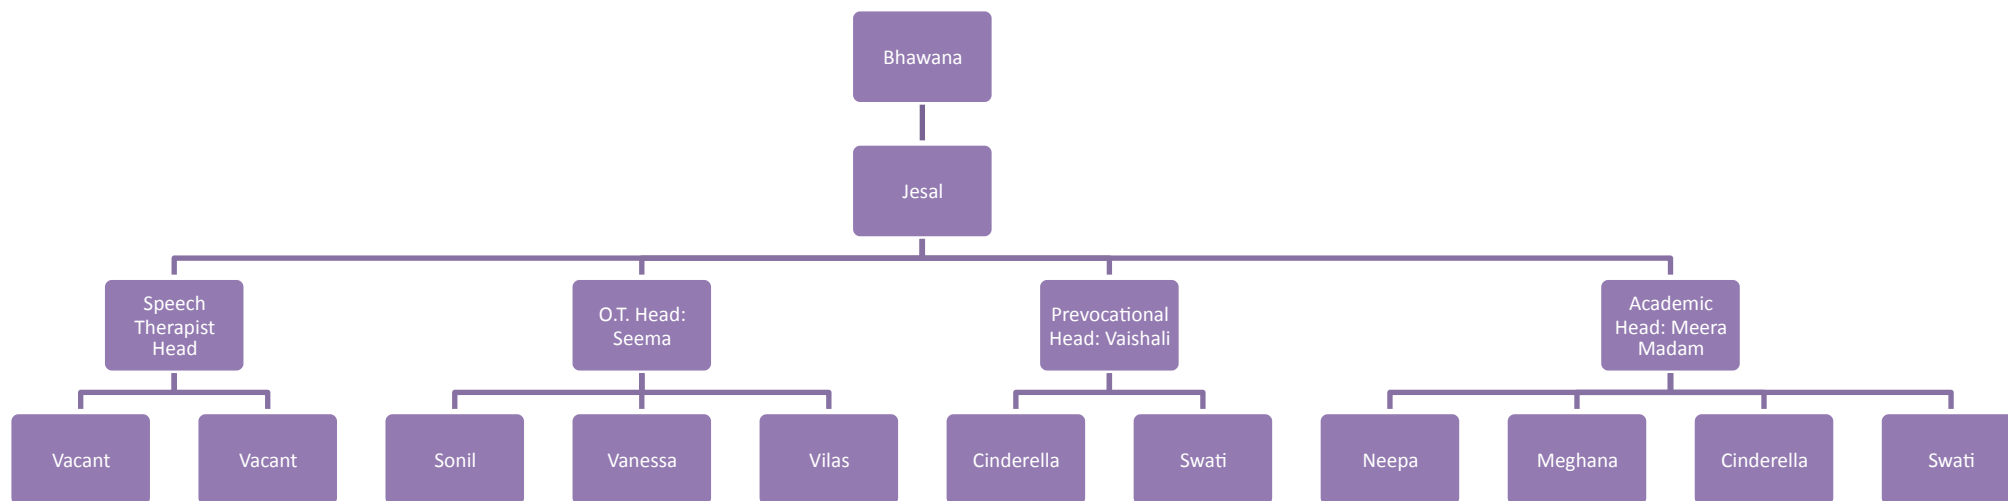 Bhawana
Jesal
Speech
Therapist
Head
O.T. Head:
Seema
Prevocational
Head: Vaishali
Academic
Head: Meera
Madam
Vacant
Vacant
Sonil
Vanessa
Vilas
Cinderella
Swati
Neepa
Meghana
Cinderella
Swati